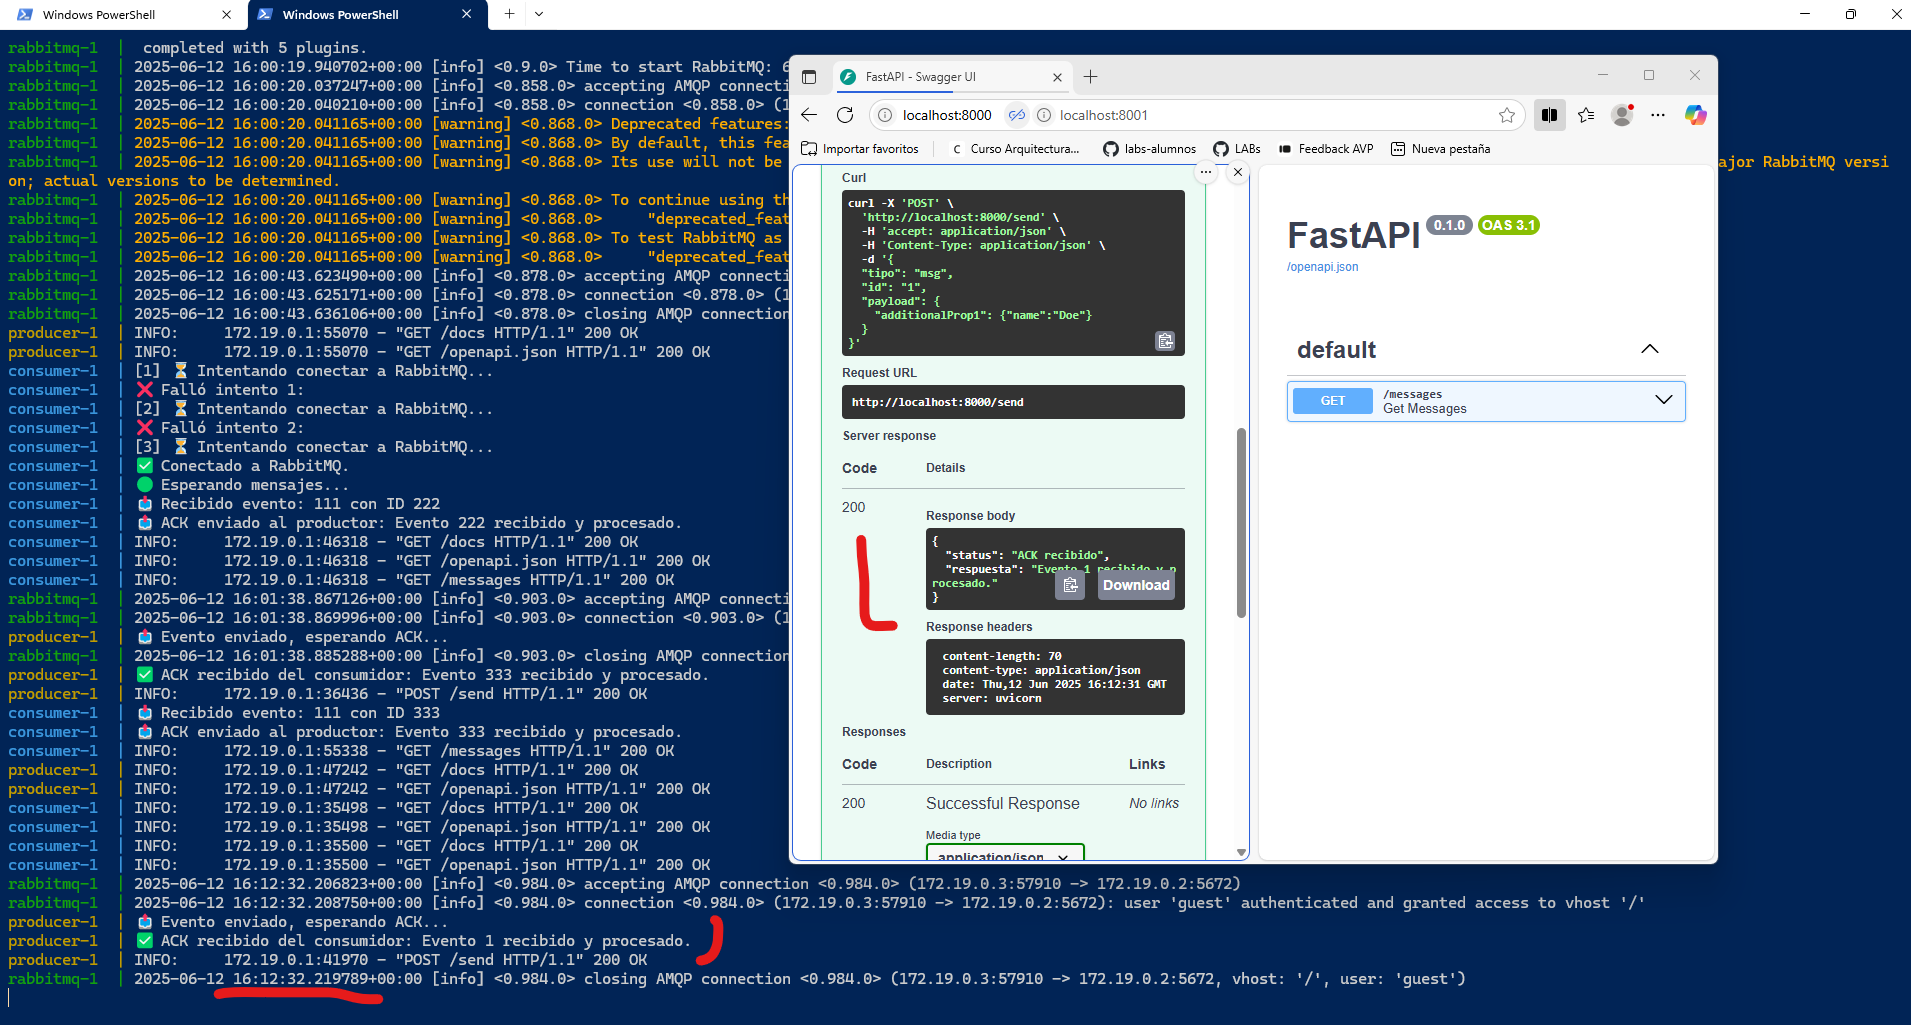 Windows PowerShell
Windows PowerShell
rabbitmq-1 | completed with 5 plugins.
rabbitmq-1 | 2025-06-12 16:00:19.940702+00:00 [info] <0.9.0> Time to start RabbitMQ: 6
rabbitmq-1 | 2025-06-12 16:00:20.037247+00:00 [info] <0.858.0> accepting AMQP connecti
rabbitmq-1 | 2025-06-12 16:00:20.040210+00:00 [info] <0.858.0> connection <0.858.0> (1
rabbitmq-1 | 2025-06-12 16:00:20.041165+00:00 [warning] <0.868.0> Deprecated features:
rabbitmq-1 | 2025-06-12 16:00:20.041165+00:00 [warning] <0.868.0> By default, this fea
rabbitmq-1 | 2025-06-12 16:00:20.041165+00:00 [warning] <0.868.0> Its use will not be ajor RabbitMQ versi
on; actual versions to be determined.
rabbitmq-1 | 2025-06-12 16:00:20.041165+00:00 [warning] <0.868.0> To continue using th
rabbitmq-1 | 2025-06-12 16:00:20.041165+00:00 [warning] <0.868.0> "deprecated_feat
rabbitmq-1 | 2025-06-12 16:00:20.041165+00:00 [warning] <0.868.0> To test RabbitMQ as
rabbitmq-1 | 2025-06-12 16:00:20.041165+00:00 [warning] <0.868.0> "deprecated_feat
rabbitmq-1 | 2025-06-12 16:00:43.623490+00:00 [info] <0.878.0> accepting AMQP connecti
rabbitmq-1 | 2025-06-12 16:00:43.625171+00:00 [info] <0.878.0> connection <0.878.0> (1
rabbitmq-1 | 2025-06-12 16:00:43.636106+00:00 [info] <0.878.0> closing AMQP connection
producer-1 | INFO: 172.19.0.1:55070 - "GET /docs HTTP/1.1" 200 OK
producer-1 | INFO: 172.19.0.1:55070 - "GET /openapi.json HTTP/1.1" 200 OK
consumer-1 | [1] ⏳ Intentando conectar a RabbitMQ...
consumer-1 | ❌ Falló intento 1:
consumer-1 | [2] ⏳ Intentando conectar a RabbitMQ...
consumer-1 | ❌ Falló intento 2:
consumer-1 | [3] ⏳ Intentando conectar a RabbitMQ...
consumer-1 | ✅ Conectado a RabbitMQ.
consumer-1 | 🟢 Esperando mensajes...
consumer-1 | 📩 Recibido evento: 111 con ID 222
consumer-1 | 📤 ACK enviado al productor: Evento 222 recibido y procesado.
consumer-1 | INFO: 172.19.0.1:46318 - "GET /docs HTTP/1.1" 200 OK
consumer-1 | INFO: 172.19.0.1:46318 - "GET /openapi.json HTTP/1.1" 200 OK
consumer-1 | INFO: 172.19.0.1:46318 - "GET /messages HTTP/1.1" 200 OK
rabbitmq-1 | 2025-06-12 16:01:38.867126+00:00 [info] <0.903.0> accepting AMQP connecti
rabbitmq-1 | 2025-06-12 16:01:38.869996+00:00 [info] <0.903.0> connection <0.903.0> (1
producer-1 | 📤 Evento enviado, esperando ACK...
rabbitmq-1 | 2025-06-12 16:01:38.885288+00:00 [info] <0.903.0> closing AMQP connection
producer-1 | ✅ ACK recibido del consumidor: Evento 333 recibido y procesado.
producer-1 | INFO: 172.19.0.1:36436 - "POST /send HTTP/1.1" 200 OK
consumer-1 | 📩 Recibido evento: 111 con ID 333
consumer-1 | 📤 ACK enviado al productor: Evento 333 recibido y procesado.
consumer-1 | INFO: 172.19.0.1:55338 - "GET /messages HTTP/1.1" 200 OK
producer-1 | INFO: 172.19.0.1:47242 - "GET /docs HTTP/1.1" 200 OK
producer-1 | INFO: 172.19.0.1:47242 - "GET /openapi.json HTTP/1.1" 200 OK
consumer-1 | INFO: 172.19.0.1:35498 - "GET /docs HTTP/1.1" 200 OK
consumer-1 | INFO: 172.19.0.1:35498 - "GET /openapi.json HTTP/1.1" 200 OK
consumer-1 | INFO: 172.19.0.1:35500 - "GET /docs HTTP/1.1" 200 OK
consumer-1 | INFO: 172.19.0.1:35500 - "GET /openapi.json HTTP/1.1" 200 OK
rabbitmq-1 | 2025-06-12 16:12:32.206823+00:00 [info] <0.984.0> accepting AMQP connection <0.984.0> (172.19.0.3:57910 -> 172.19.0.2:5672)
rabbitmq-1 | 2025-06-12 16:12:32.208750+00:00 [info] <0.984.0> connection <0.984.0> (172.19.0.3:57910 -> 172.19.0.2:5672): user 'guest' authenticated and granted access to vhost '/'
producer-1 | 📤 Evento enviado, esperando ACK...
producer-1 | ✅ ACK recibido del consumidor: Evento 1 recibido y procesado.
producer-1 | INFO: 172.19.0.1:41970 - "POST /send HTTP/1.1" 200 OK
rabbitmq-1 | 2025-06-12 16:12:32.219789+00:00 [info] <0.984.0> closing AMQP connection <0.984.0> (172.19.0.3:57910 -> 172.19.0.2:5672, vhost: '/', user: 'guest')
FastAPI - Swagger UI
localhost:8000
localhost:8001
Importar favoritos
Curso Arquitectura...
labs-alumnos
LABs
Feedback AVP
Nueva pestaña
Curl
curl -X 'POST' \
'http://localhost:8000/send' \
-H 'accept: application/json' \
-H 'Content-Type: application/json' \
-d '{
"tipo": "msg",
"id": "1",
"payload": {
"additionalProp1": {"name":"Doe"}
}
}'
Request URL
http://localhost:8000/send
Server response
Code Details
200
Response body
{
"status": "ACK recibido",
"respuesta": "Evento 1 recibido y p
rocesado."
}
Download
Response headers
content-length: 70
content-type: application/json
date: Thu,12 Jun 2025 16:12:31 GMT
server: uvicorn
Responses
Code Description Links
200 Successful Response No links
Media type
application/json
FastAPI 0.1.0 OAS 3.1
/openapi.json
default
GET /messages
Get Messages